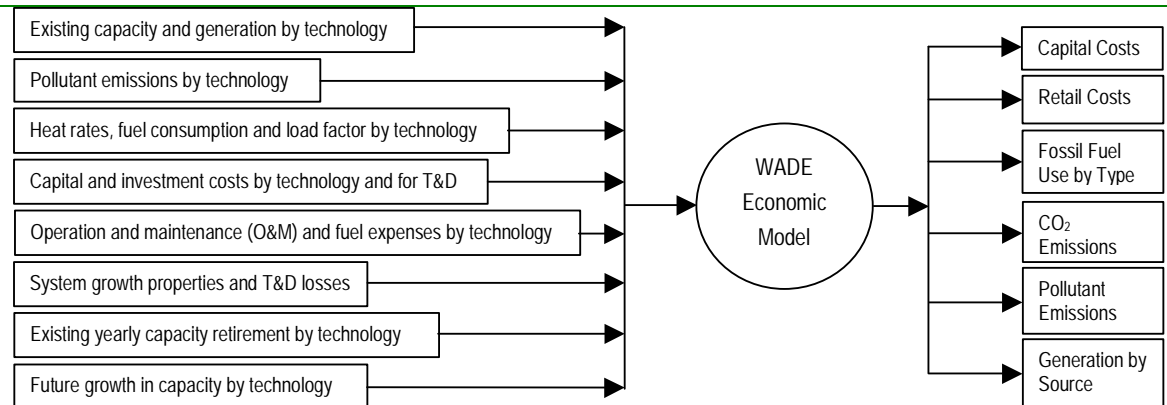 Existing capacity and generation by technology
Pollutant emissions by technology
Heat rates, fuel consumption and load factor by technology
Capital and investment costs by technology and for T&D
Operation and maintenance (O&M) and fuel expenses by technology
System growth properties and T&D losses
Existing yearly capacity retirement by technology
Future growth in capacity by technology
WADE
Economic
Model
Capital Costs
Retail Costs
Fossil Fuel
Use by Type
CO₂
Emissions
Pollutant
Emissions
Generation by
Source